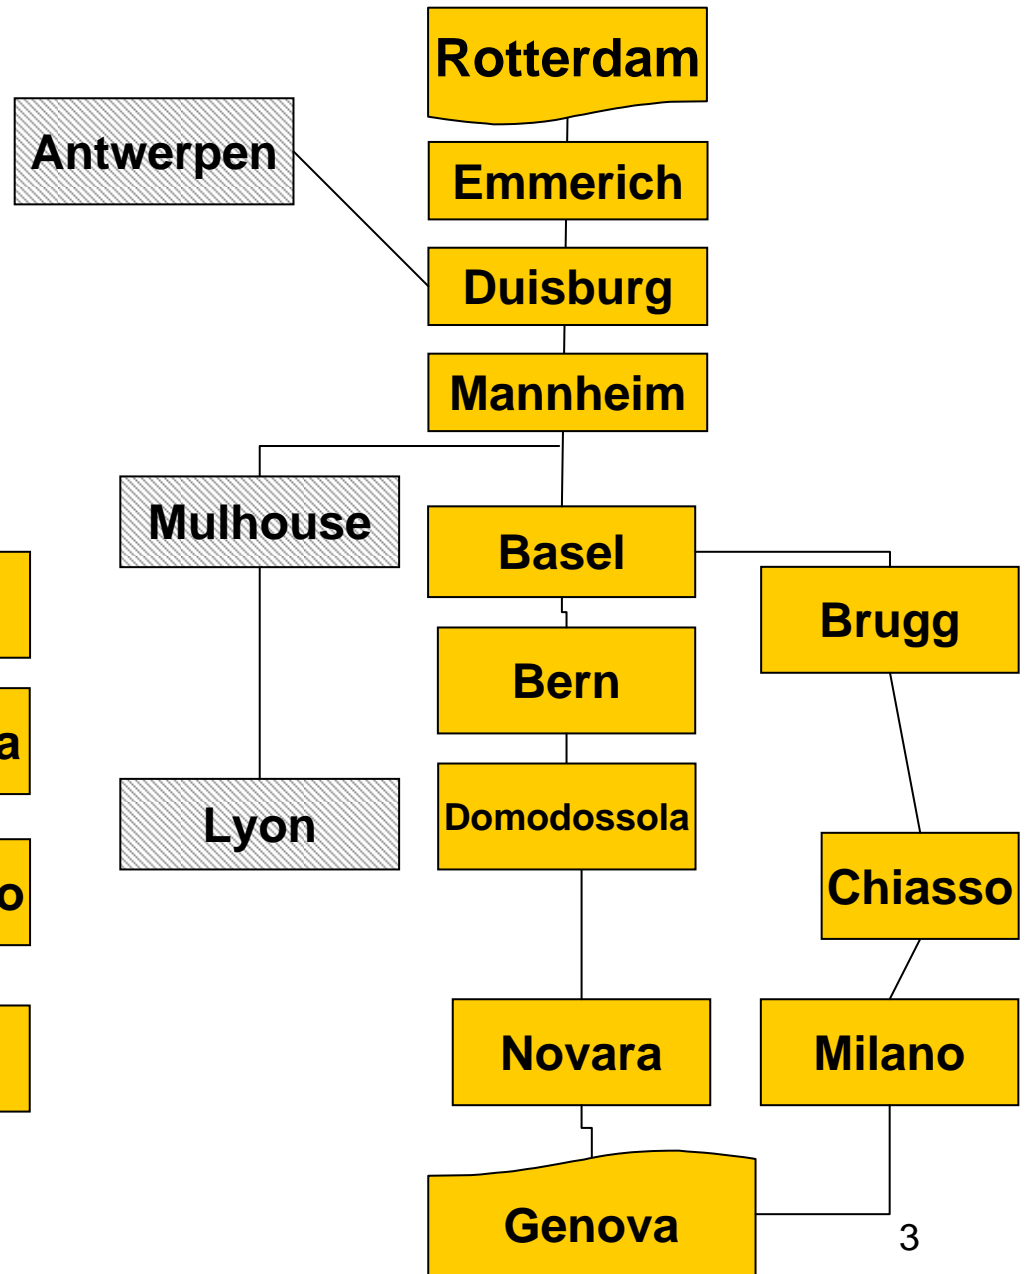 Rotterdam
Antwerpen
Emmerich
Duisburg
Mannheim
Mulhouse
Basel
Brugg
Bern
a
Domodossola
Lyon
o
Chiasso
Novara
Milano
Genova
3